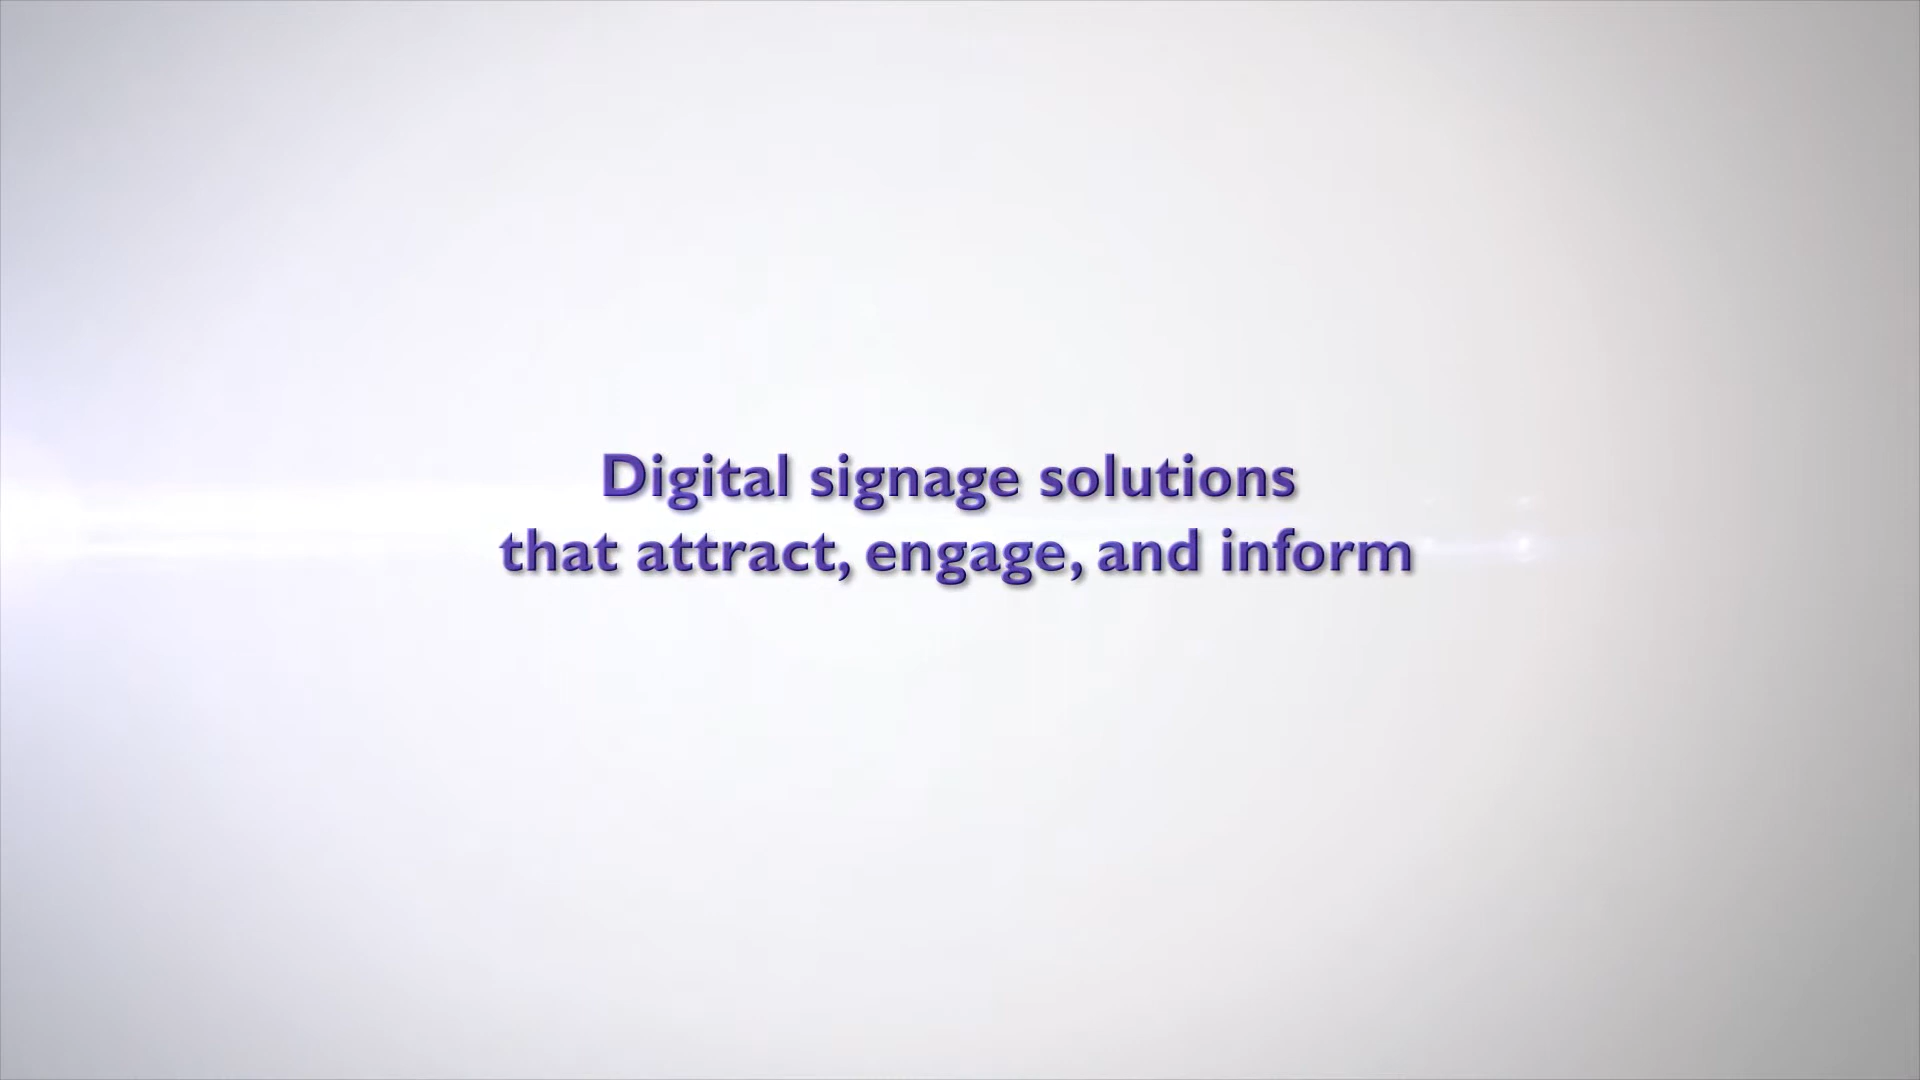 Digital signage solutions
that attract, engage, and inform